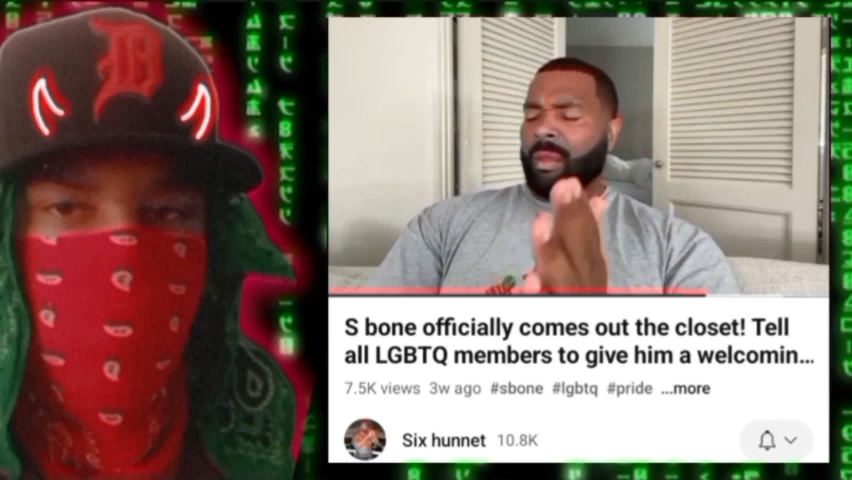 D
S bone officially comes out the closet! Tell
all LGBTQ members to give him a welcomin...
7.5K views 3w ago #sbone #lgbtq #pride ...more
Six hunnet 10.8K